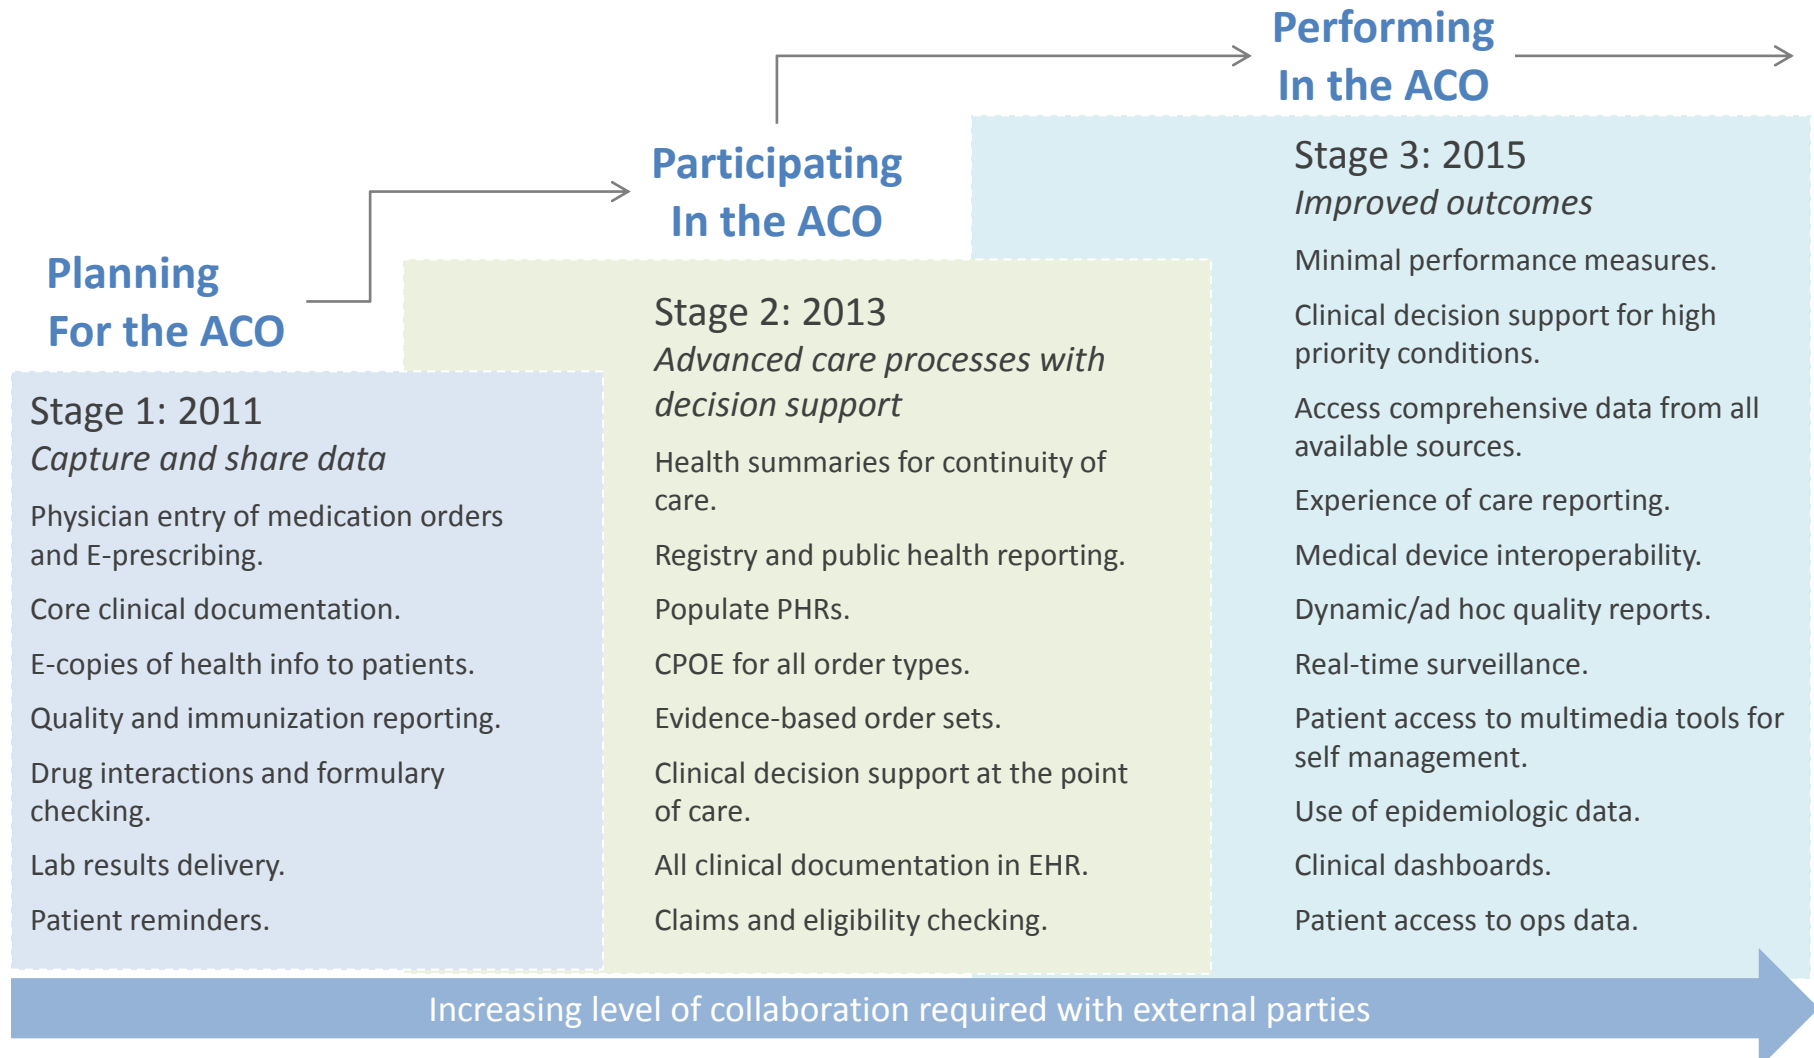 Planning
For the ACO
Stage 1: 2011
Capture and share data
Physician entry of medication orders
and E-prescribing.
Core clinical documentation.
E-copies of health info to patients.
Quality and immunization reporting.
Drug interactions and formulary
checking.
Lab results delivery.
Patient reminders.
Participating
In the ACO
Stage 2: 2013
Advanced care processes with
decision support
Health summaries for continuity of
care.
Registry and public health reporting.
Populate PHRs.
CPOE for all order types.
Evidence-based order sets.
Clinical decision support at the point
of care.
All clinical documentation in EHR.
Claims and eligibility checking.
Performing
In the ACO
Stage 3: 2015
Improved outcomes
Minimal performance measures.
Clinical decision support for high
priority conditions.
Access comprehensive data from all
available sources.
Experience of care reporting.
Medical device interoperability.
Dynamic/ad hoc quality reports.
Real-time surveillance.
Patient access to multimedia tools for
self management.
Use of epidemiologic data.
Clinical dashboards.
Patient access to ops data.
Increasing level of collaboration required with external parties